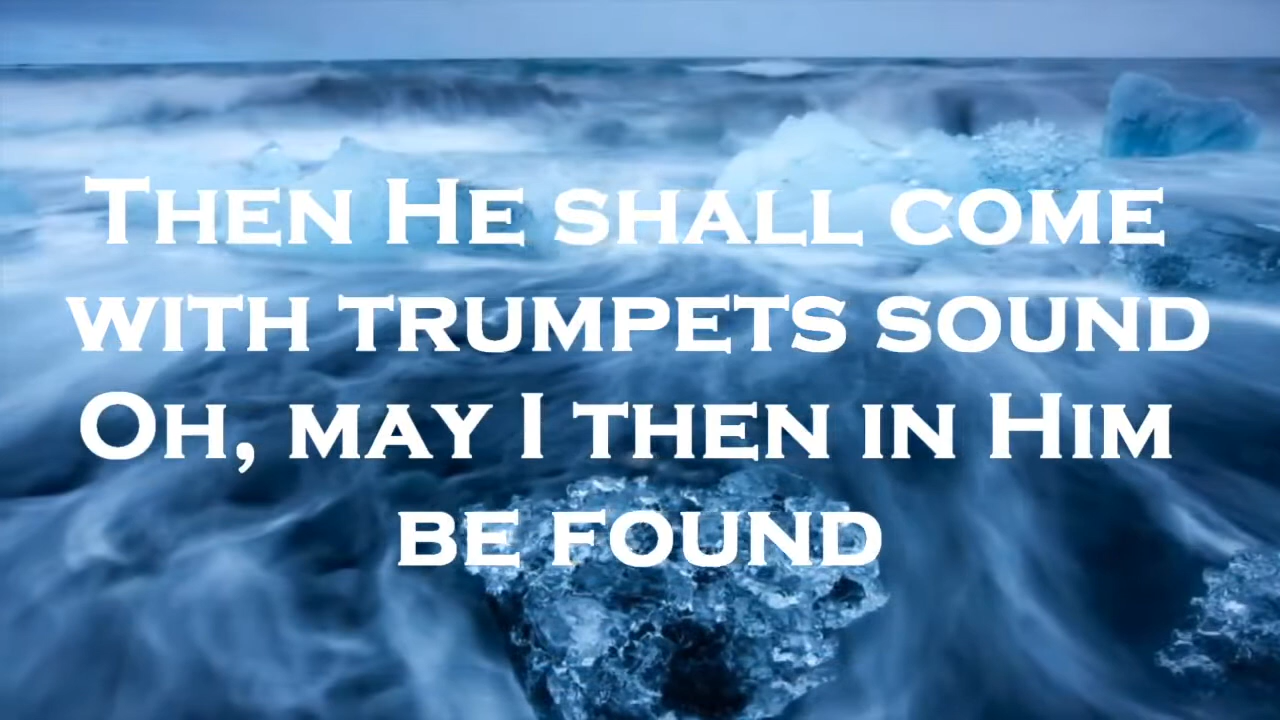 Then He shall come
with trumpets sound
Oh, may I then in Him
be found